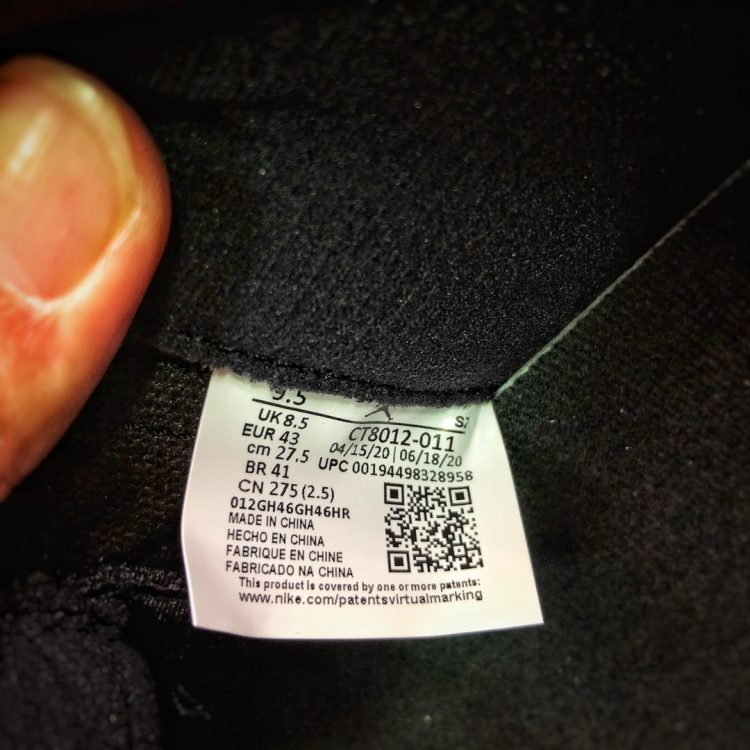 9.5
UK 8.5
EUR 43
cm 27.5
BR 41
CN 275 (2.5)
012GH46GH46HR
MADE IN CHINA
HECHO EN CHINA
FABRIQUE EN CHINE
FABRICADO NA CHINA
CT8012-011
04/15/20 | 06/18/20
UPC 00194498328958
This product is covered by one or more patents:
www.nike.com/patentsvirtualmarking